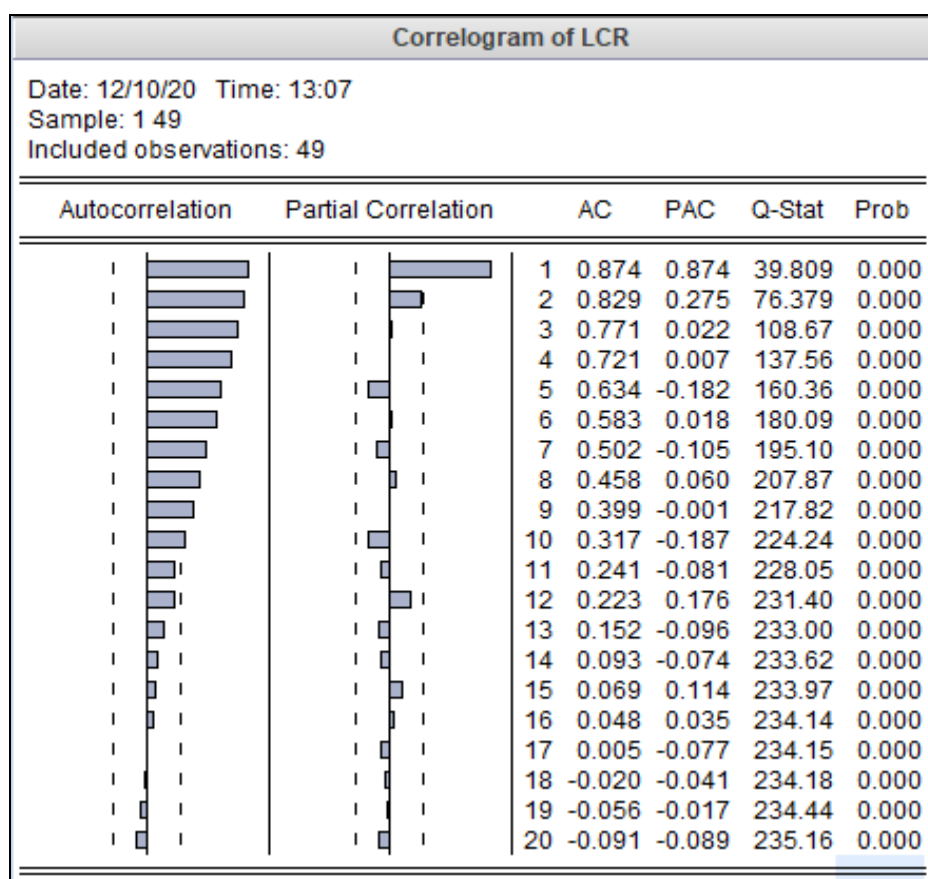 Correlogram of LCR
Date: 12/10/20 Time: 13:07
Sample: 1 49
Included observations: 49
Autocorrelation Partial Correlation AC PAC Q-Stat Prob
1 0.874 0.874 39.809 0.000
2 0.829 0.275 76.379 0.000
3 0.771 0.022 108.67 0.000
4 0.721 0.007 137.56 0.000
5 0.634 -0.182 160.36 0.000
6 0.583 0.018 180.09 0.000
7 0.502 -0.105 195.10 0.000
8 0.458 0.060 207.87 0.000
9 0.399 -0.001 217.82 0.000
10 0.317 -0.187 224.24 0.000
11 0.241 -0.081 228.05 0.000
12 0.223 0.176 231.40 0.000
13 0.152 -0.096 233.00 0.000
14 0.093 -0.074 233.62 0.000
15 0.069 0.114 233.97 0.000
16 0.048 0.035 234.14 0.000
17 0.005 -0.077 234.15 0.000
18 -0.020 -0.041 234.18 0.000
19 -0.056 -0.017 234.44 0.000
20 -0.091 -0.089 235.16 0.000